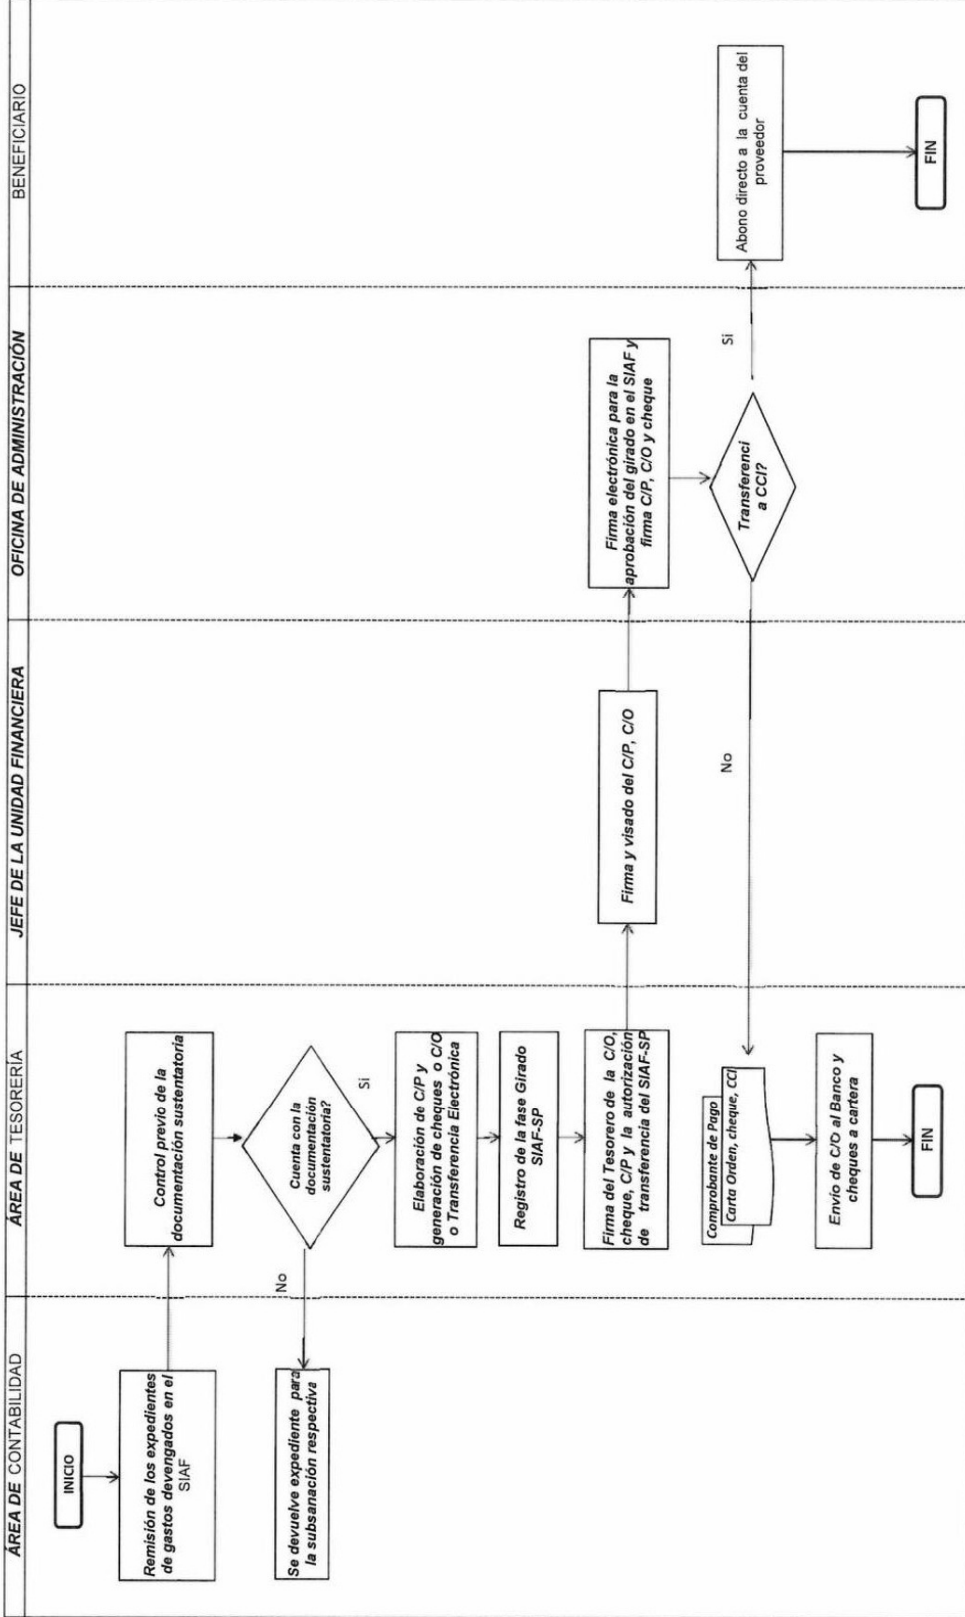 ÁREA DE CONTABILIDAD
ÁREA DE TESORERÍA
JEFE DE LA UNIDAD FINANCIERA
OFICINA DE ADMINISTRACIÓN
BENEFICIARIO
INICIO
Remisión de los expedientes
de gastos devengados en el
SIAF
Control previo de la
documentación sustentatoria
Cuenta con la
documentación
sustentatoria?
No
Si
Se devuelve expediente para
la subsanación respectiva
Elaboración de C/P y
generación de cheques o C/O
o Transferencia Electrónica
Registro de la fase Girado
SIAF-SP
Firma del Tesorero de la C/O,
cheque, C/P y la autorización
de transferencia del SIAF-SP
Firma y visado del C/P, C/O
Firma electrónica para la
aprobación del girado en el SIAF y
firma C/P, C/O y cheque
Transferenci
a CCI?
No
Si
Comprobante de Pago
Carta Orden, cheque, CCI
Abono directo a la cuenta del
proveedor
Envio de C/O al Banco y
cheques a cartera
FIN
FIN